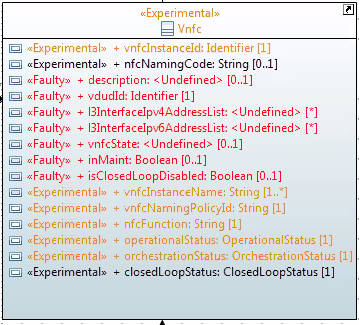 «Experimental»
Vnfc
«Experimental» + vnfcInstanceId: Identifier [1]
«Experimental» + nfcNamingCode: String [0..1]
«Faulty» + description: <Undefined> [0..1]
«Faulty» + vdudId: Identifier [1]
«Faulty» + l3InterfaceIpv4AddressList: <Undefined> [*]
«Faulty» + l3InterfaceIpv6AddressList: <Undefined> [*]
«Faulty» + vnfcState: <Undefined> [0..1]
«Faulty» + inMaint: Boolean [0..1]
«Faulty» + isClosedLoopDisabled: Boolean [0..1]
«Experimental» + vnfcInstanceName: String [1..*]
«Experimental» + vnfcNamingPolicyId: String [1]
«Experimental» + nfcFunction: String [1]
«Experimental» + operationalStatus: OperationalStatus [1]
«Experimental» + orchestrationStatus: OrchestrationStatus [1]
«Experimental» + closedLoopStatus: ClosedLoopStatus [1]